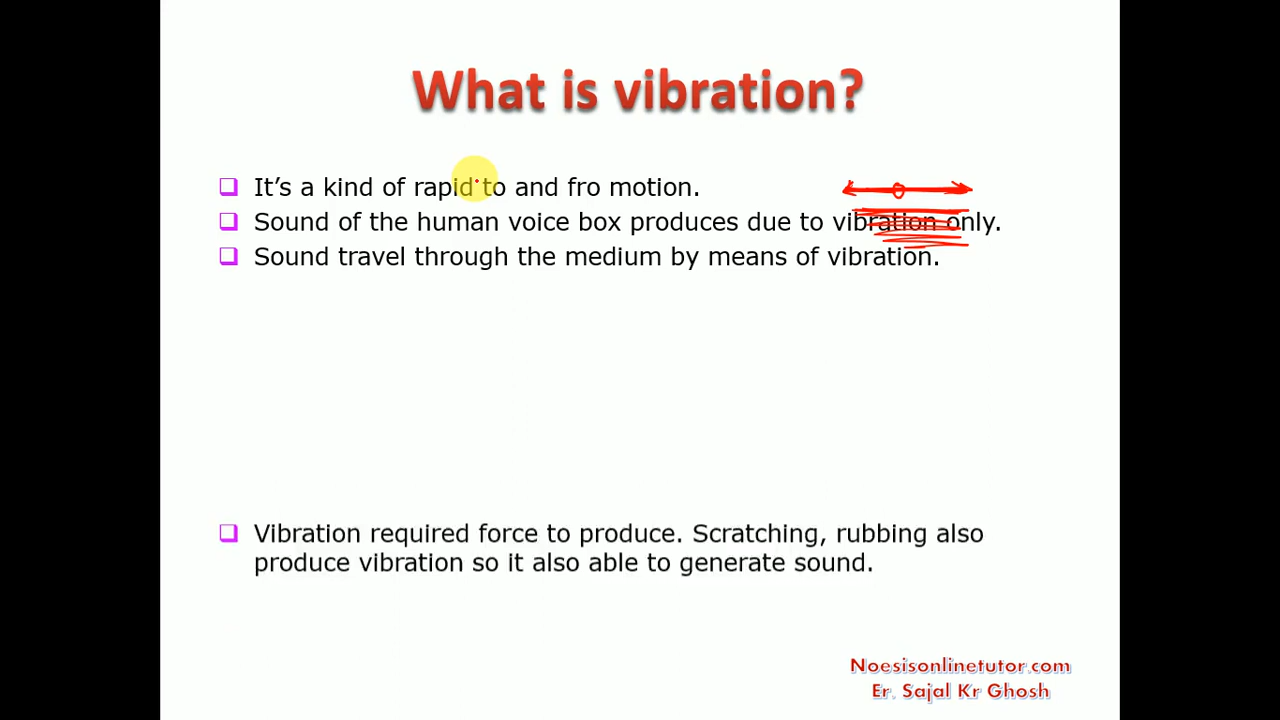 What is vibration?
It's a kind of rapid to and fro motion.
Sound of the human voice box produces due to vibration only.
Sound travel through the medium by means of vibration.
Vibration required force to produce. Scratching, rubbing also
produce vibration so it also able to generate sound.
Noesisonlinetutor.com
Er. Sajal Kr Ghosh